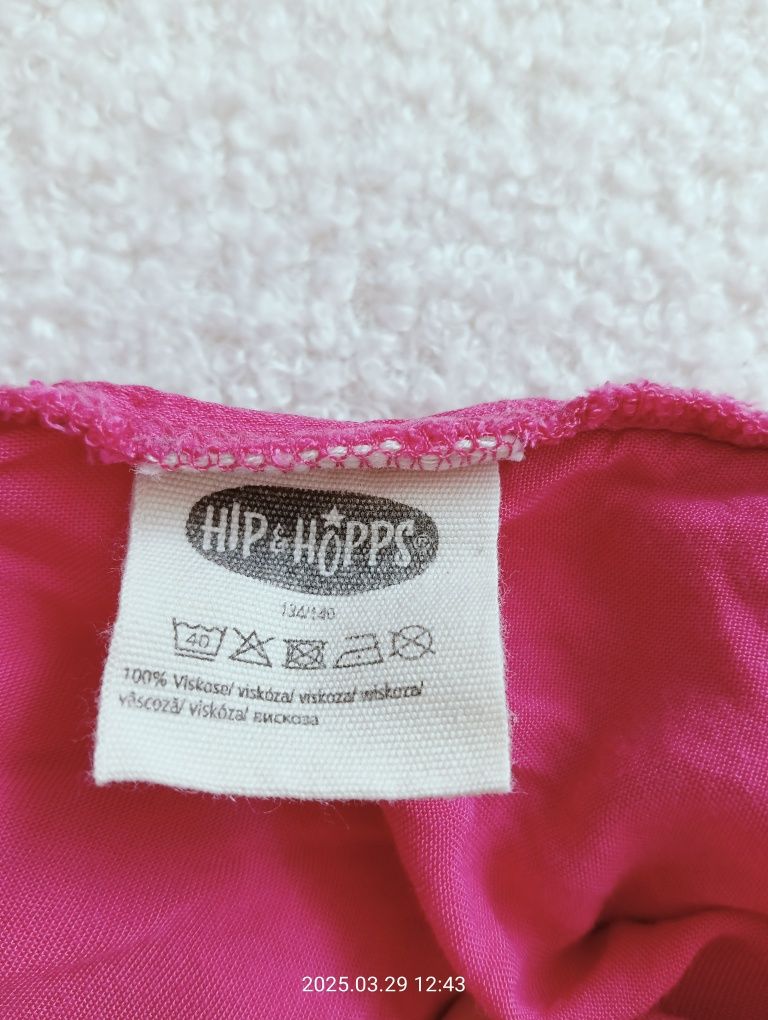 HIP & HOPPS®
134/140
40
100% Viskose/ viskóza/ viskoza/ wiskoza/
vâscoză/ viskóza/ вискоза
2025.03.29 12:43